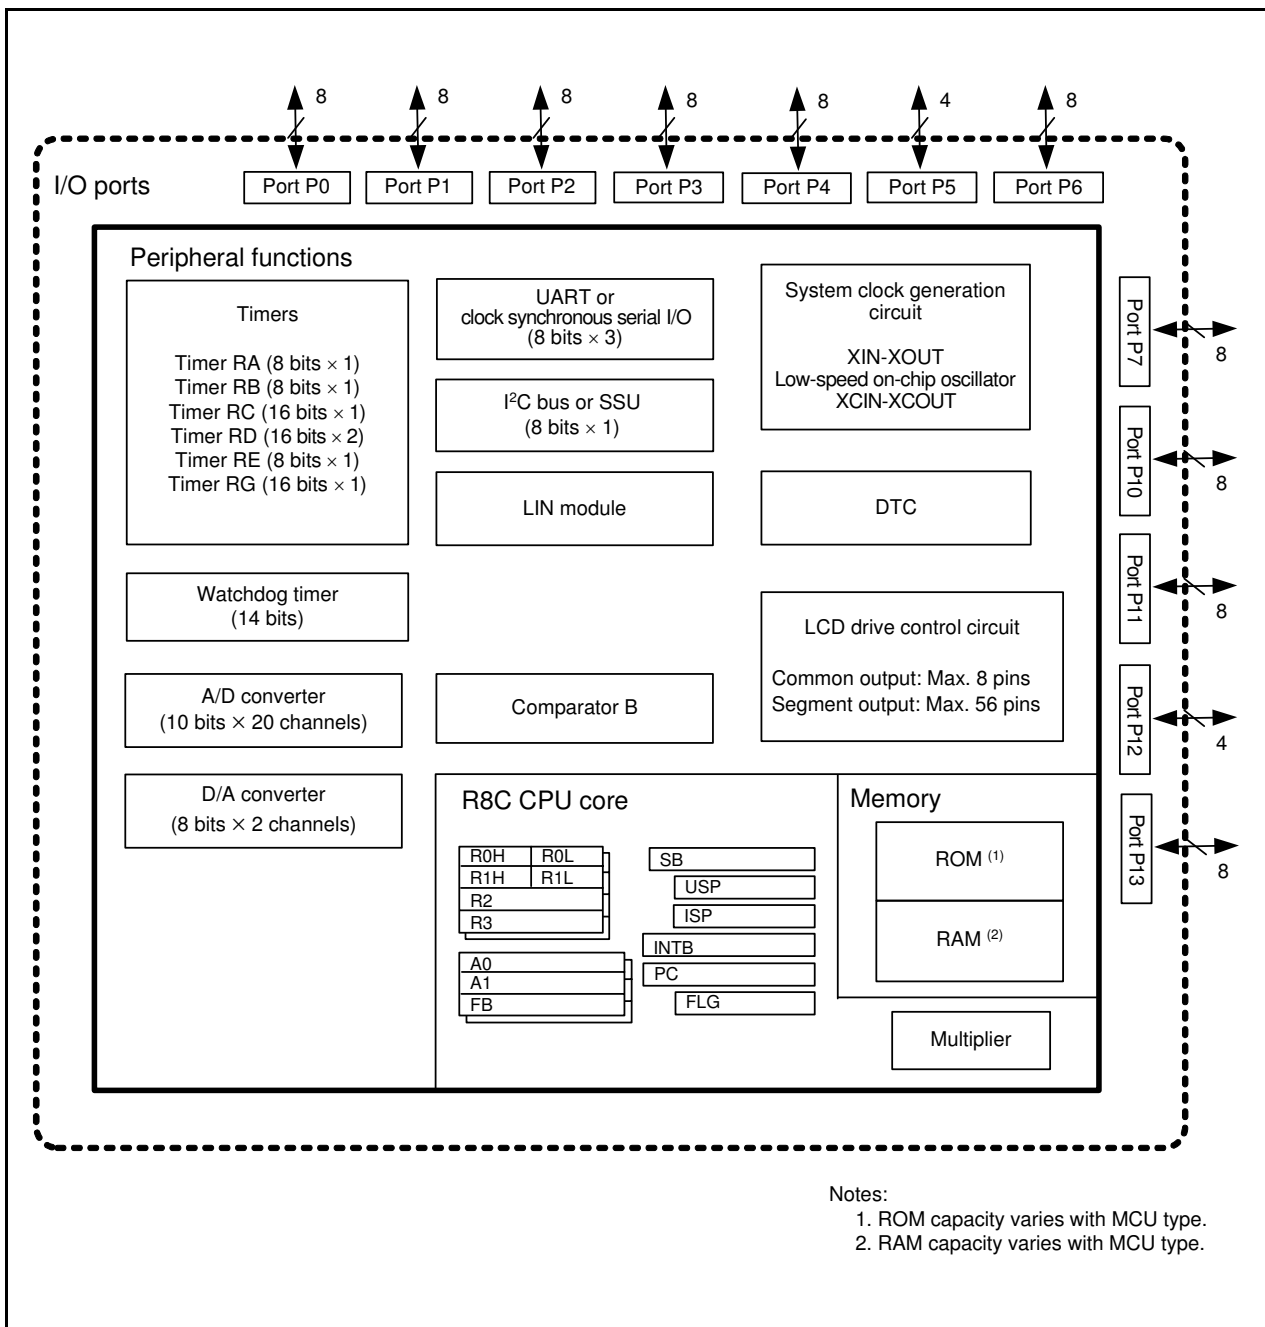 8
8
8
8
8
4
8
I/O ports
Port P0
Port P1
Port P2
Port P3
Port P4
Port P5
Port P6
Peripheral functions
Timers
Timer RA (8 bits × 1)
Timer RB (8 bits × 1)
Timer RC (16 bits × 1)
Timer RD (16 bits × 2)
Timer RE (8 bits × 1)
Timer RG (16 bits × 1)
UART or
clock synchronous serial I/O
(8 bits × 3)
I²C bus or SSU
(8 bits × 1)
LIN module
System clock generation
circuit
XIN-XOUT
Low-speed on-chip oscillator
XCIN-XCOUT
DTC
Watchdog timer
(14 bits)
A/D converter
(10 bits × 20 channels)
D/A converter
(8 bits × 2 channels)
Comparator B
LCD drive control circuit
Common output: Max. 8 pins
Segment output: Max. 56 pins
R8C CPU core
R0H
R0L
R1H
R1L
R2
R3
A0
A1
FB
SB
USP
ISP
INTB
PC
FLG
Memory
ROM (1)
RAM (2)
Multiplier
Port P7
8
Port P10
8
Port P11
8
Port P12
4
Port P13
8
Notes:
1. ROM capacity varies with MCU type.
2. RAM capacity varies with MCU type.